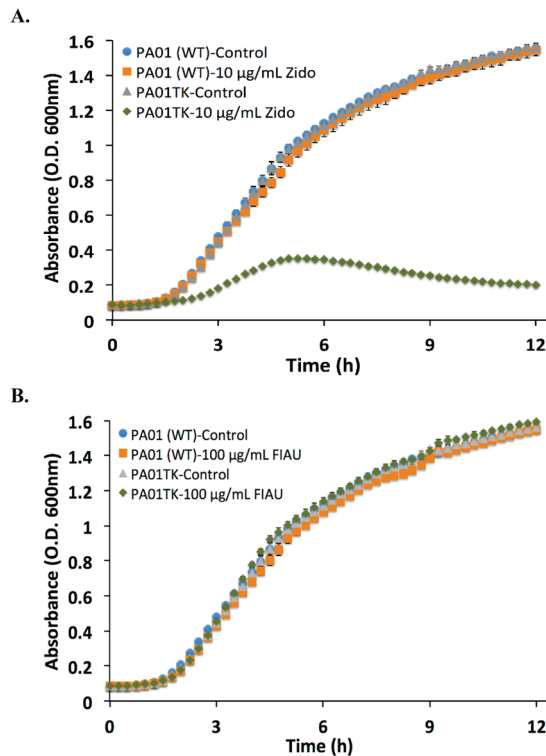 A.
PA01 (WT)-Control
PA01 (WT)-10 µg/mL Zido
PA01TK-Control
PA01TK-10 µg/mL Zido
Absorbance (O.D. 600nm)
1.6
1.4
1.2
1
0.8
0.6
0.4
0.2
0
0 3 6 9 12
Time (h)
B.
PA01 (WT)-Control
PA01 (WT)-100 µg/mL FIAU
PA01TK-Control
PA01TK-100 µg/mL FIAU
Absorbance (O.D. 600nm)
1.6
1.4
1.2
1
0.8
0.6
0.4
0.2
0
0 3 6 9 12
Time (h)